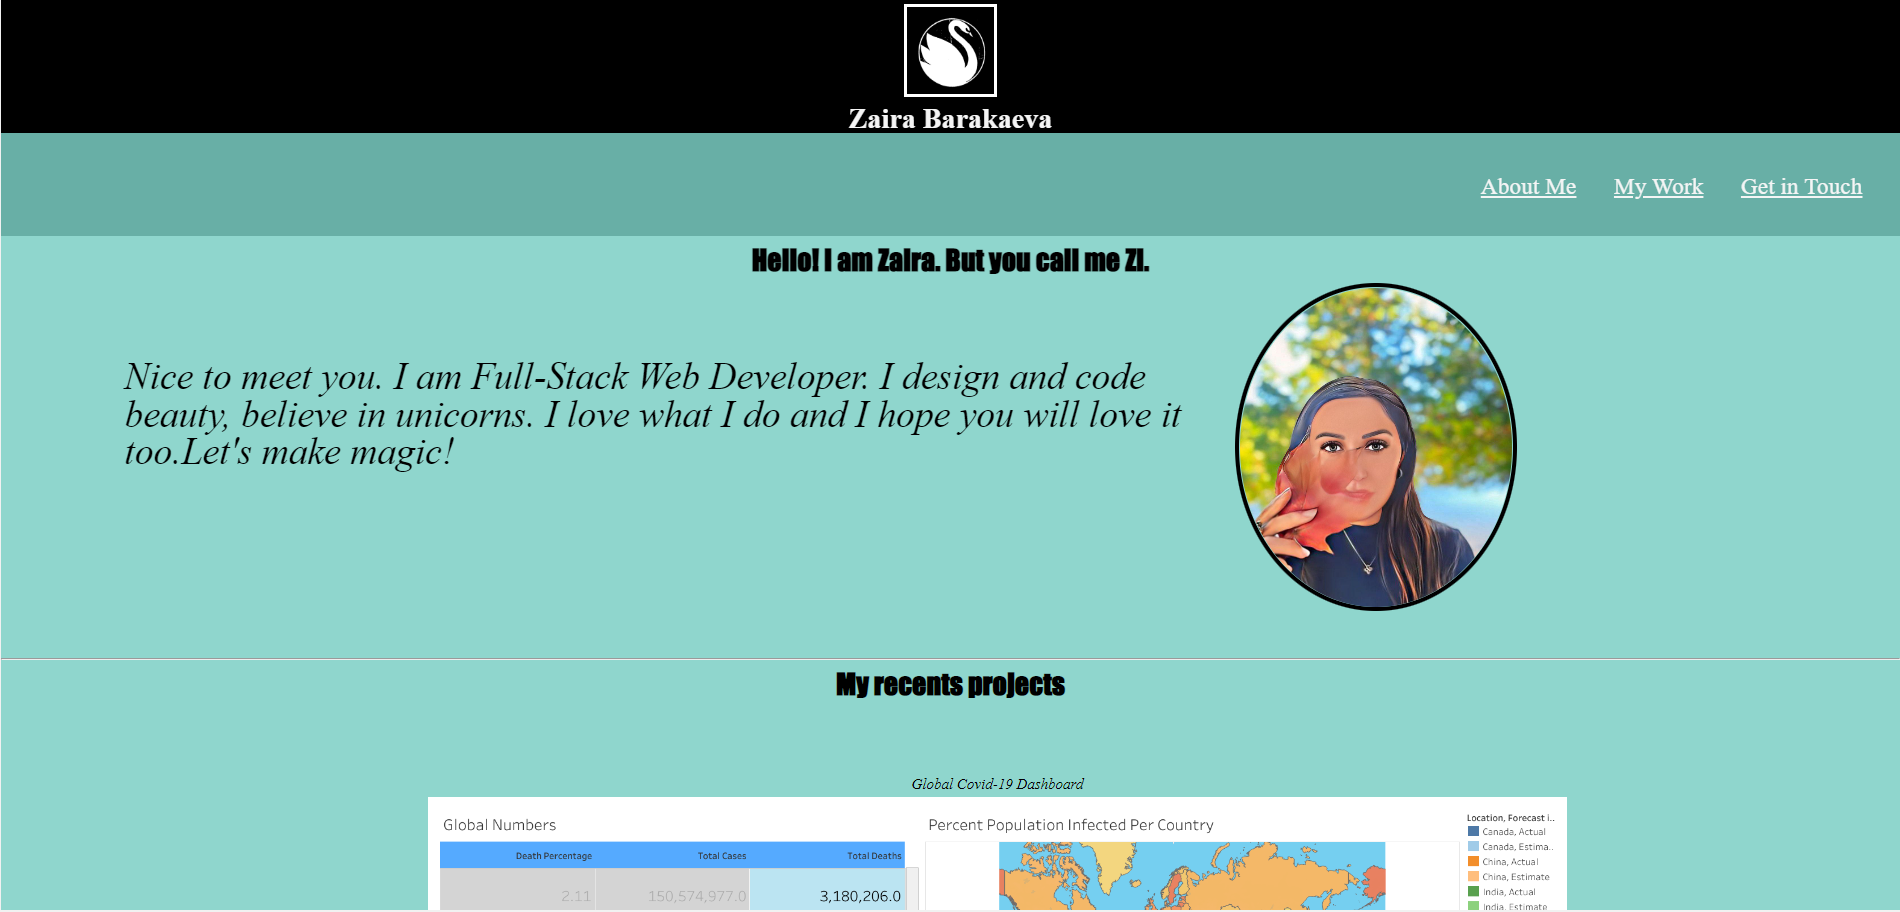 Zaira Barakaeva
About Me My Work Get in Touch
Hello! I am Zaira. But you call me ZI.
Nice to meet you. I am Full-Stack Web Developer. I design and code
beauty, believe in unicorns. I love what I do and I hope you will love it
too.Let's make magic!
My recents projects
Global Covid-19 Dashboard
Global Numbers
Death Percentage Total Cases Total Deaths
2.11 150,574,977.0 3,180,206.0
Percent Population Infected Per Country
Location, Forecast i..
Canada, Actual
Canada, Estima..
China, Actual
China, Estimate
India, Actual
India, Estimate